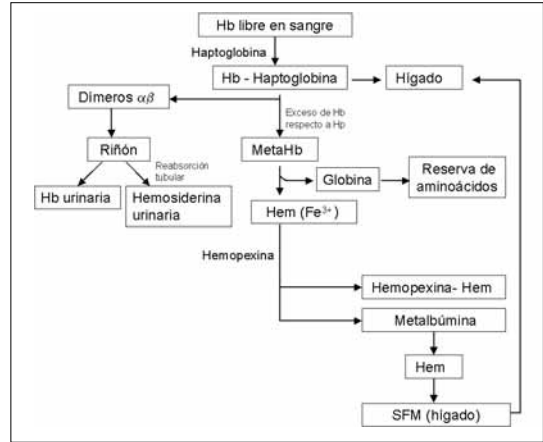 Hb libre en sangre
Haptoglobina
Hb - Haptoglobina
Hígado
Dímeros αβ
Exceso de Hb
respecto a Hp
Riñón
MetaHb
Reabsorción
tubular
Globina
Reserva de
aminoácidos
Hb urinaria
Hemosiderina
urinaria
Hem (Fe³⁺)
Hemopexina
Hemopexina- Hem
Metalbúmina
Hem
SFM (hígado)